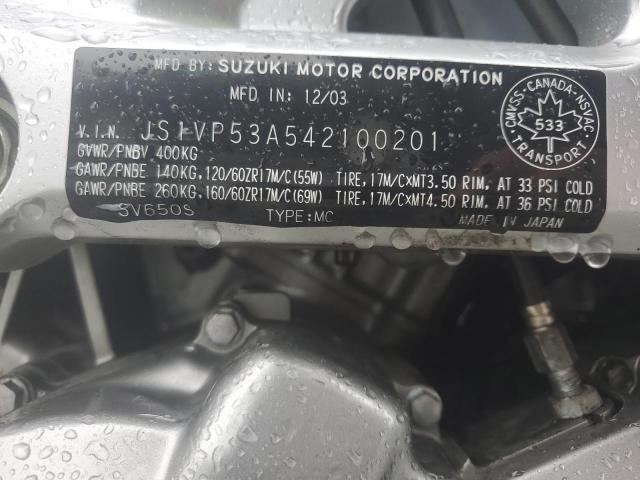 MFD BY: SUZUKI MOTOR CORPORATION
MFD IN: 12/03
V.I.N. JS1VP53A542100201
GVWR/PNBV 400KG
GAWR/PNBE 140KG,120/60ZR17M/C(55W) TIRE,17M/C×MT3.50 RIM, AT 33 PSI COLD
GAWR/PNBE 260KG,160/60ZR17M/C(69W) TIRE,17M/C×MT4.50 RIM, AT 36 PSI COLD
SV650S TYPE:MC MADE IN JAPAN
CMVSS·CANADA·NSVAC
533
TRANSPORT